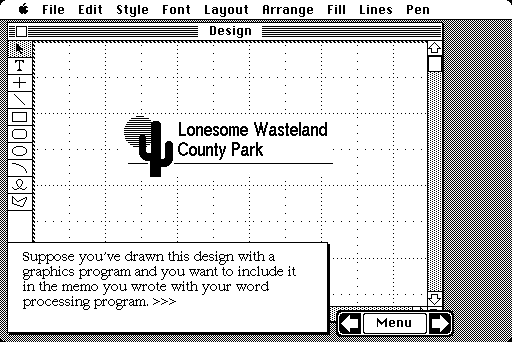 File Edit Style Font Layout Arrange Fill Lines Pen
Design
T
Lonesome Wasteland
County Park
Suppose you've drawn this design with a
graphics program and you want to include it
in the memo you wrote with your word
processing program. >>>
Menu